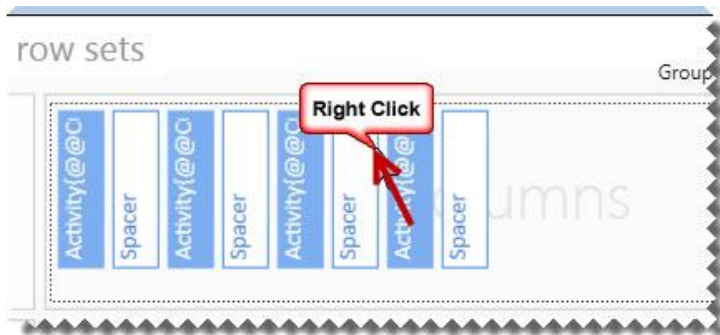 row sets
Group
Right Click
Activity{@@C
Spacer
Activity{@@C
Spacer
Activity{@@C
Spacer
Activity{@@C
Spacer
umns